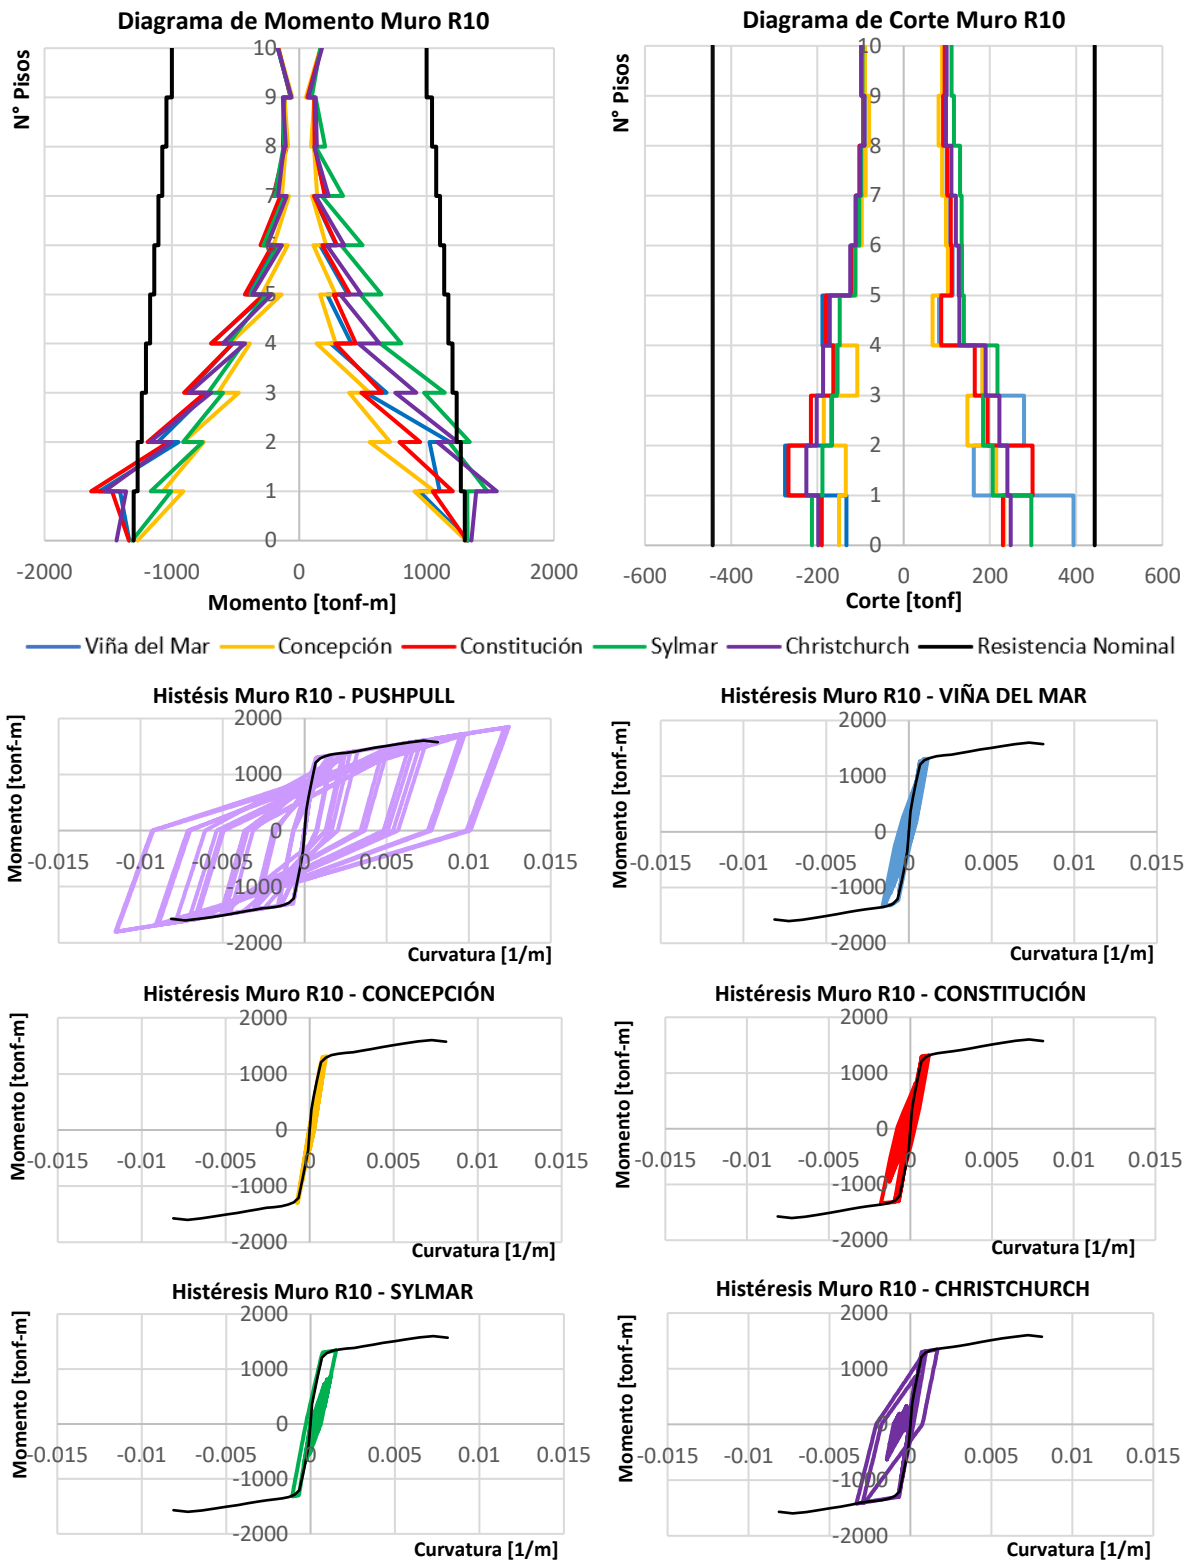 Diagrama de Momento Muro R10
N° Pisos
10
9
8
7
6
5
4
3
2
1
0
-2000 -1000 0 1000 2000
Momento [tonf-m]
Diagrama de Corte Muro R10
N° Pisos
10
9
8
7
6
5
4
3
2
1
0
-600 -400 -200 0 200 400 600
Corte [tonf]
Viña del Mar Concepción Constitución Sylmar Christchurch Resistencia Nominal
Histésis Muro R10 - PUSHPULL
Momento [tonf-m]
2000
1000
0
-1000
-2000
-0.015 -0.01 -0.005 0 0.005 0.01 0.015
Curvatura [1/m]
Histéresis Muro R10 - VIÑA DEL MAR
Momento [tonf-m]
2000
1000
0
-1000
-2000
-0.015 -0.01 -0.005 0 0.005 0.01 0.015
Curvatura [1/m]
Histéresis Muro R10 - CONCEPCIÓN
Momento [tonf-m]
2000
1000
0
-1000
-2000
-0.015 -0.01 -0.005 0 0.005 0.01 0.015
Curvatura [1/m]
Histéresis Muro R10 - CONSTITUCIÓN
Momento [tonf-m]
2000
1000
0
-1000
-2000
-0.015 -0.01 -0.005 0 0.005 0.01 0.015
Curvatura [1/m]
Histéresis Muro R10 - SYLMAR
Momento [tonf-m]
2000
1000
0
-1000
-2000
-0.015 -0.01 -0.005 0 0.005 0.01 0.015
Curvatura [1/m]
Histéresis Muro R10 - CHRISTCHURCH
Momento [tonf-m]
2000
1000
0
-1000
-2000
-0.015 -0.01 -0.005 0 0.005 0.01 0.015
Curvatura [1/m]